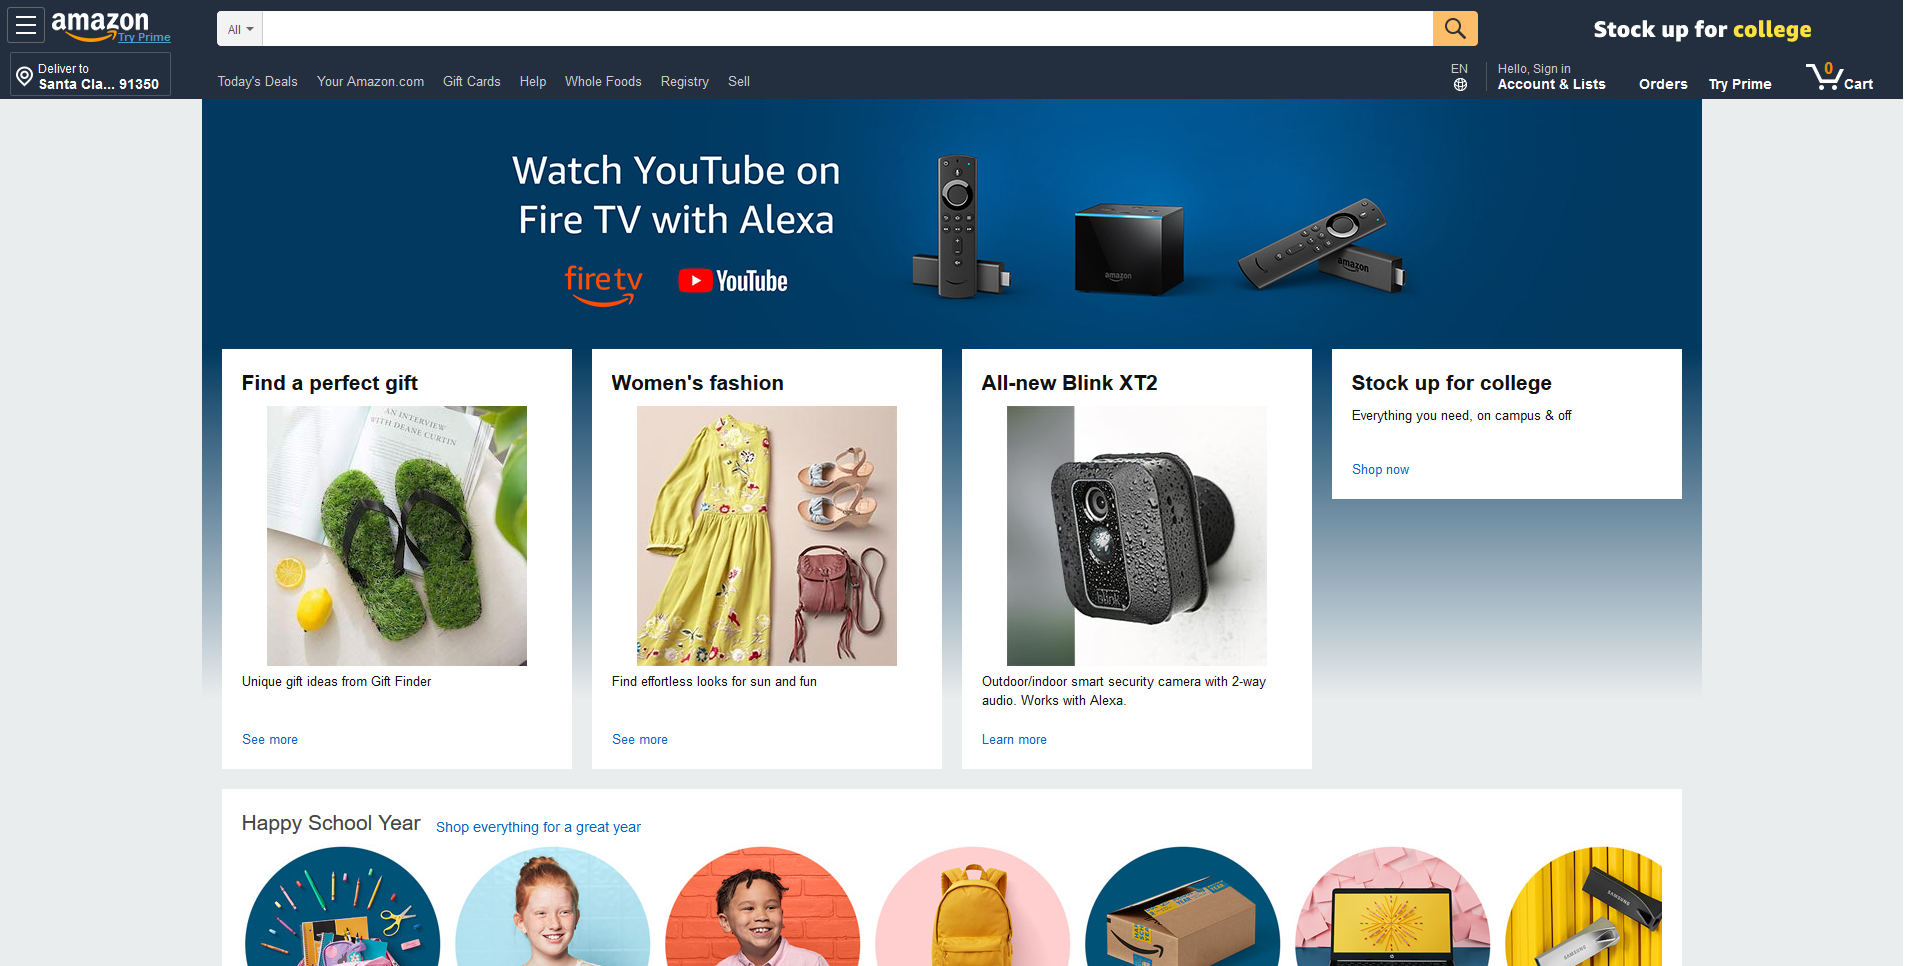 amazon
Try Prime
All
Stock up for college
Deliver to
Santa Cla... 91350
Today's Deals
Your Amazon.com
Gift Cards
Help
Whole Foods
Registry
Sell
EN
Hello, Sign in
Account & Lists
Orders
Try Prime
0
Cart
Watch YouTube on
Fire TV with Alexa
fire tv
YouTube
amazon
amazon
Find a perfect gift
AN INTERVIEW
WITH DEANE CURTIN
Unique gift ideas from Gift Finder
See more
Women's fashion
Find effortless looks for sun and fun
See more
All-new Blink XT2
blink
Outdoor/indoor smart security camera with 2-way
audio. Works with Alexa.
Learn more
Stock up for college
Everything you need, on campus & off
Shop now
Happy School Year
Shop everything for a great year
SAMSUNG
SAMSUNG